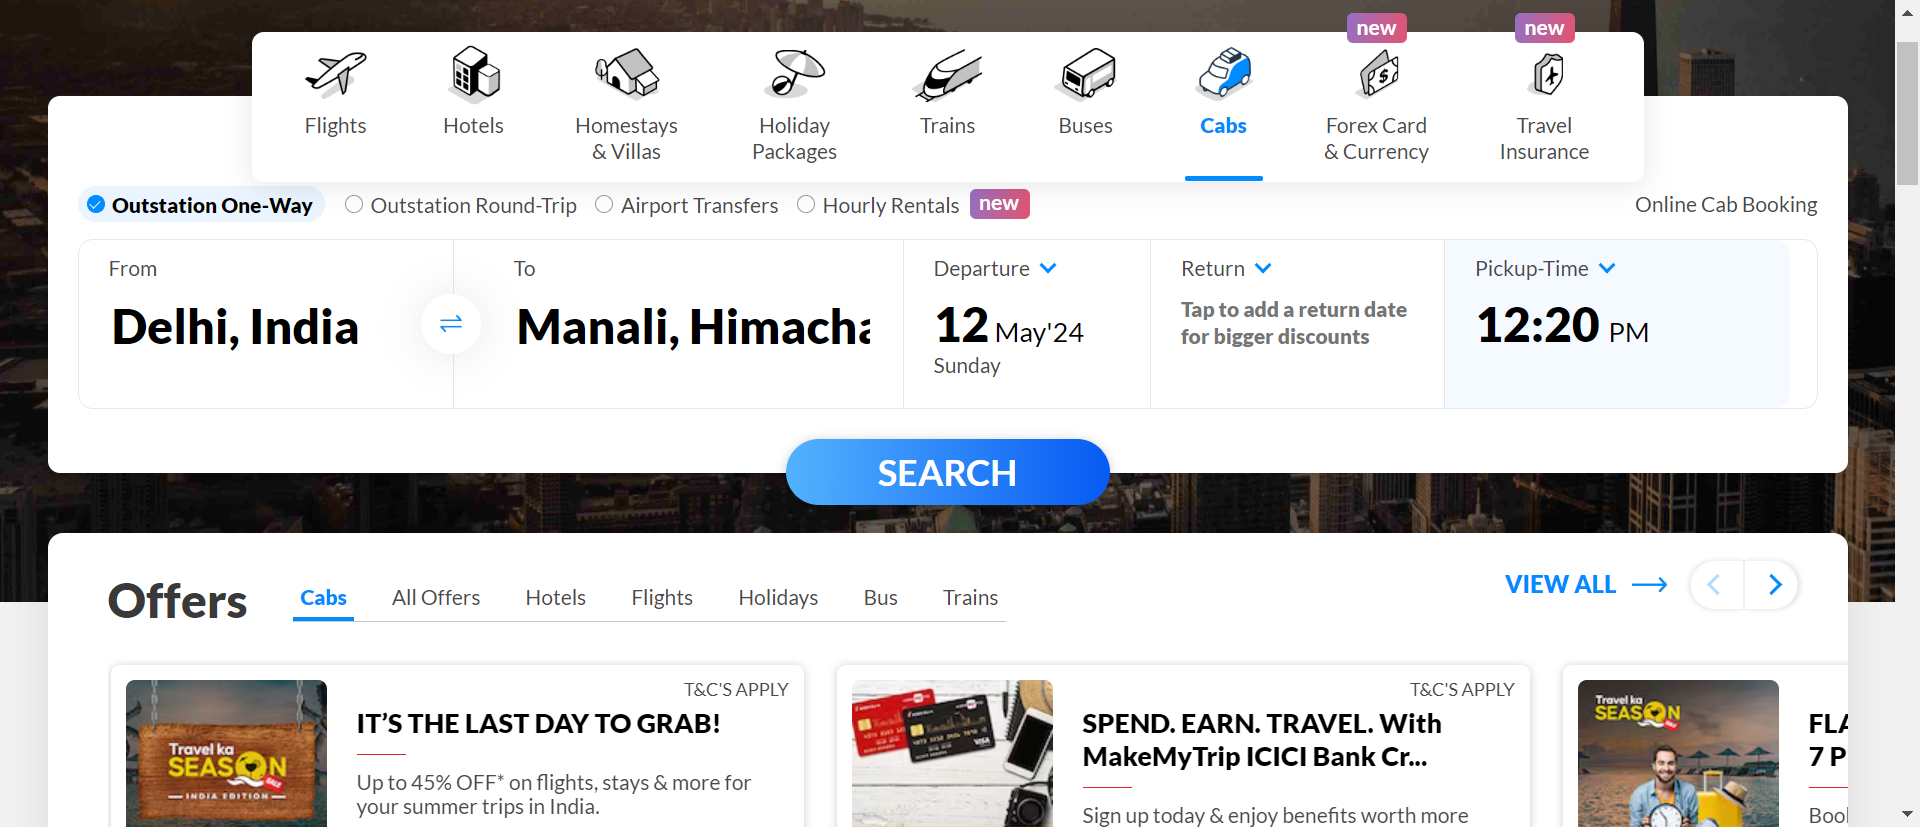 new
new
Flights
Hotels
Homestays
& Villas
Holiday
Packages
Trains
Buses
Cabs
Forex Card
& Currency
Travel
Insurance
Outstation One-Way
Outstation Round-Trip
Airport Transfers
Hourly Rentals
new
Online Cab Booking
From
Delhi, India
To
Manali, Himacha
Departure
12 May'24
Sunday
Return
Tap to add a return date
for bigger discounts
Pickup-Time
12:20 PM
SEARCH
Offers
Cabs
All Offers
Hotels
Flights
Holidays
Bus
Trains
VIEW ALL
Travel ka
SEASON
SALE
INDIA EDITION
T&C'S APPLY
IT’S THE LAST DAY TO GRAB!
Up to 45% OFF* on flights, stays & more for
your summer trips in India.
VISA
T&C'S APPLY
SPEND. EARN. TRAVEL. With
MakeMyTrip ICICI Bank Cr...
Sign up today & enjoy benefits worth more
Travel ka
SEASON
SALE
FLA
7 P
Bool